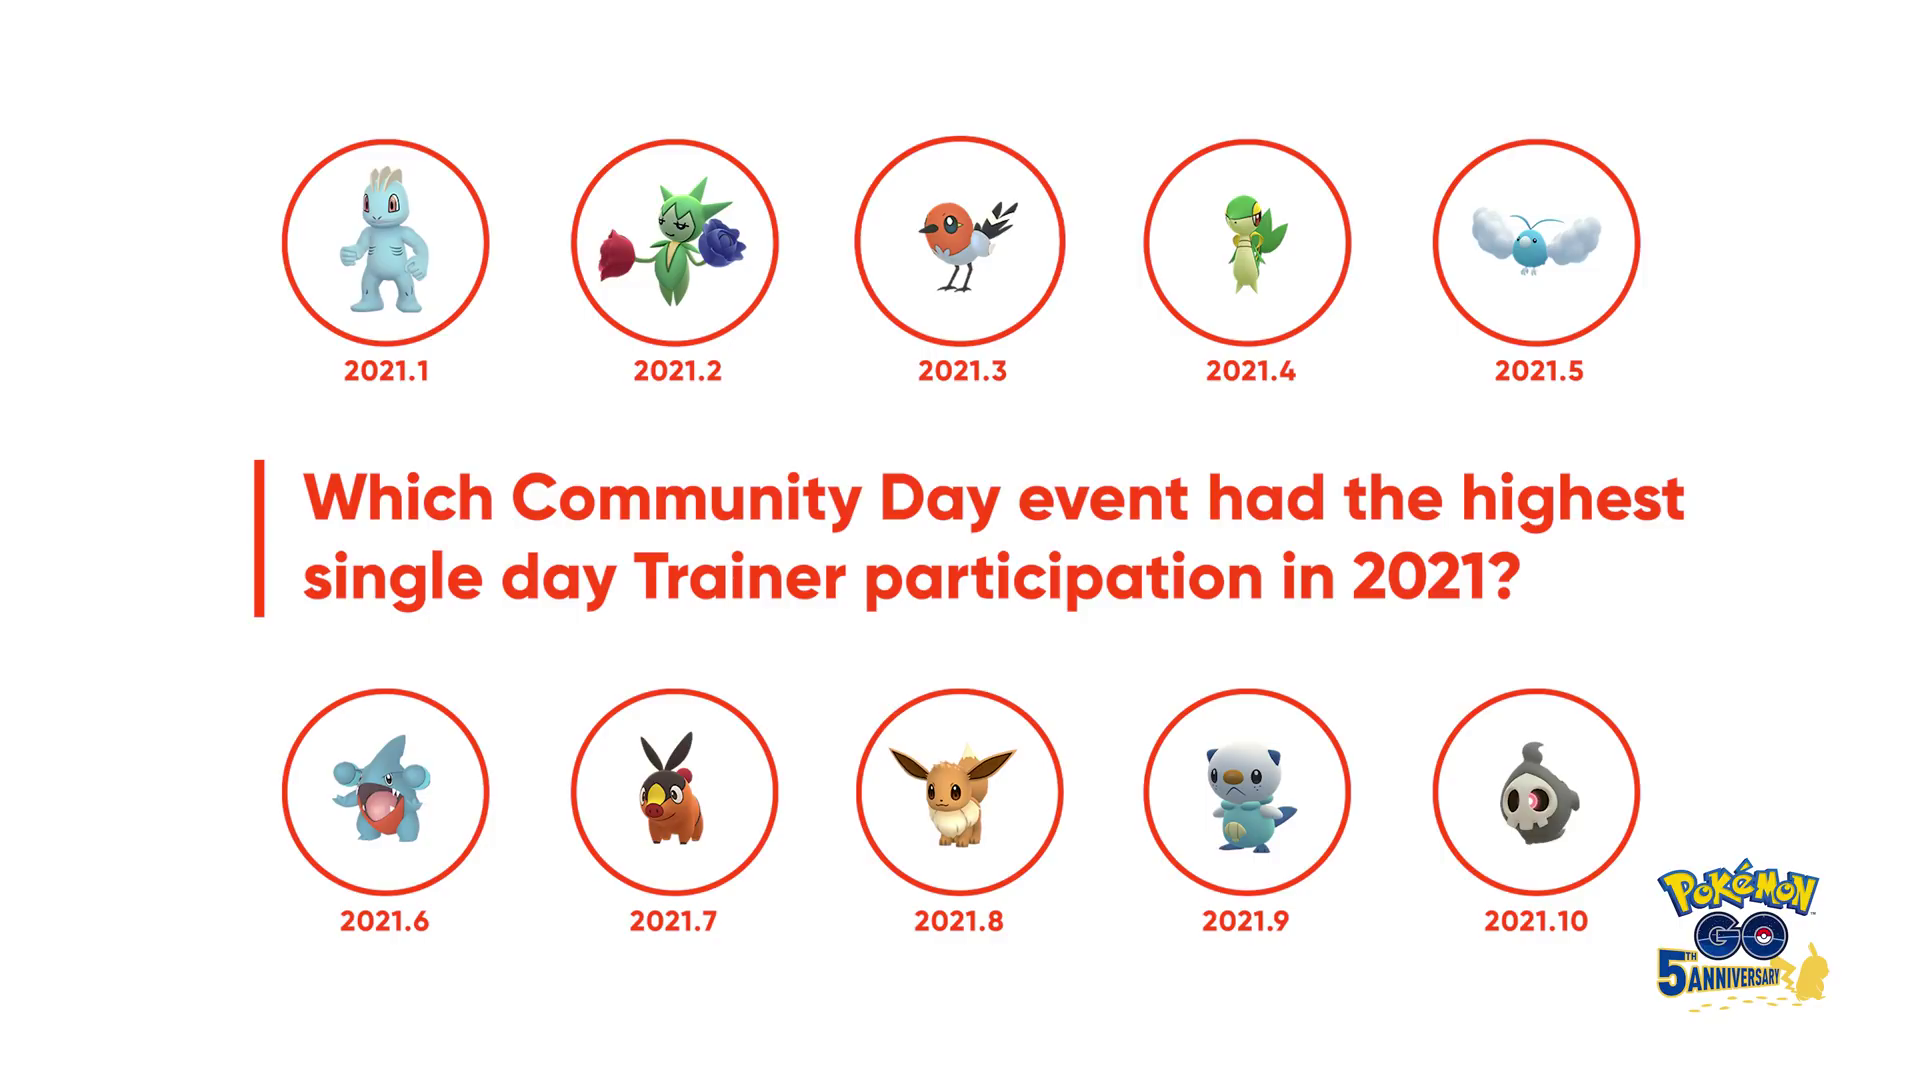 2021.1
2021.2
2021.3
2021.4
2021.5
Which Community Day event had the highest
single day Trainer participation in 2021?
2021.6
2021.7
2021.8
2021.9
2021.10
POKéMON
GO
5TH ANNIVERSARY